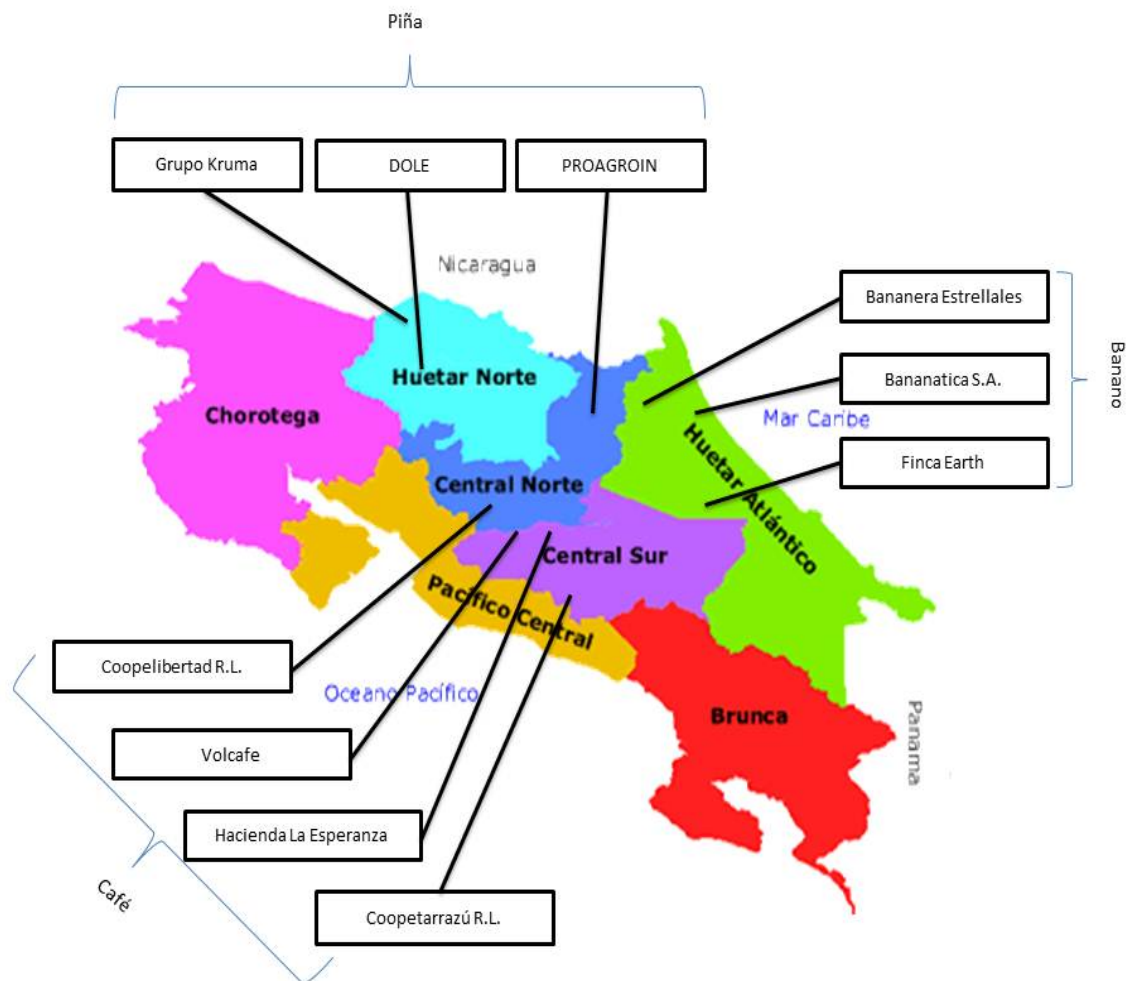 Piña
Grupo Kruma
DOLE
PROAGROIN
Nicaragua
Bananera Estrellales
Bananatica S.A.
Finca Earth
Banano
Huetar Norte
Chorotega
Mar Caribe
Huetar Atlántico
Central Norte
Central Sur
Pacífico Central
Coopelibertad R.L.
Oceano Pacífico
Brunca
Panama
Volcafe
Hacienda La Esperanza
Café
Coopetarrazú R.L.